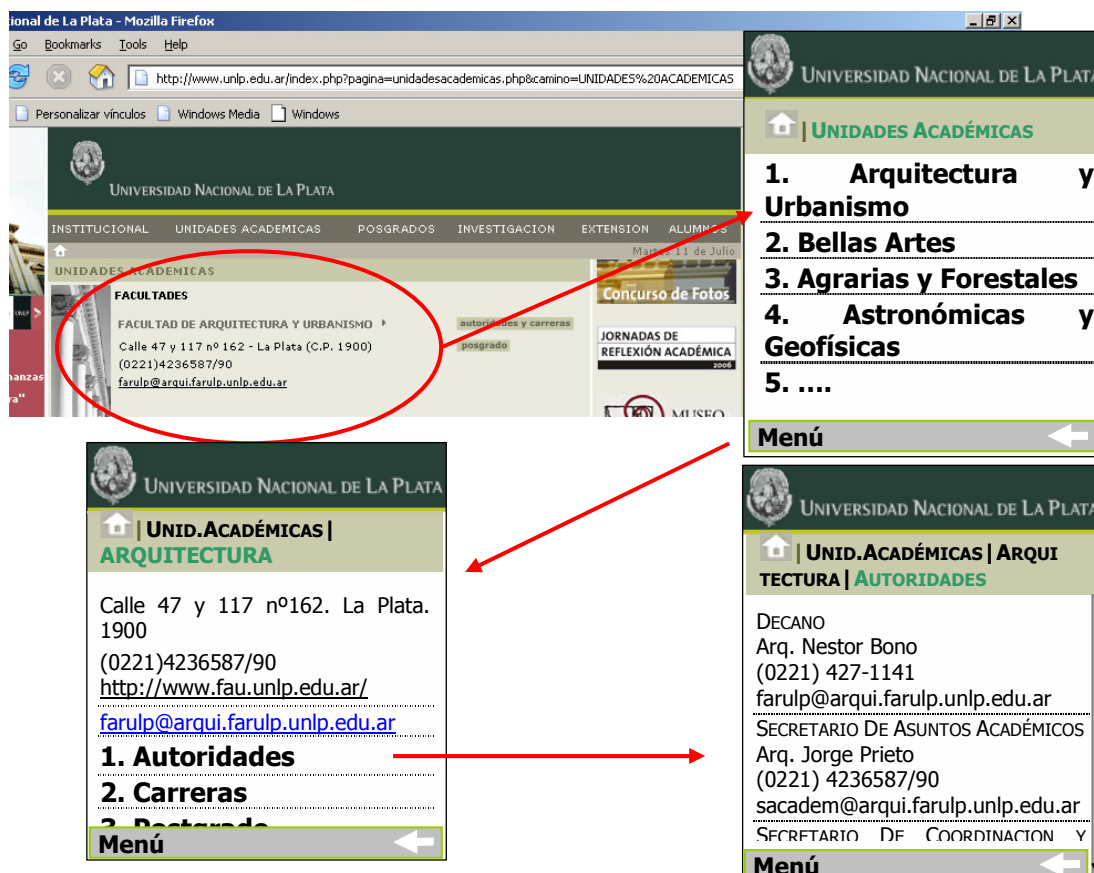 ional de La Plata - Mozilla Firefox
Go Bookmarks Tools Help
http://www.unlp.edu.ar/index.php?pagina=unidadesacademicas.php&camino=UNIDADES%20ACADEMICAS
Personalizar vínculos Windows Media Windows
UNIVERSIDAD NACIONAL DE LA PLATA
INSTITUCIONAL UNIDADES ACADEMICAS POSGRADOS INVESTIGACION EXTENSION ALUMNOS
Martes 11 de Julio
UNIDADES ACADEMICAS
FACULTADES
FACULTAD DE ARQUITECTURA Y URBANISMO
Calle 47 y 117 nº 162 - La Plata (C.P. 1900)
(0221)4236587/90
farulp@arqui.farulp.unlp.edu.ar
autoridades y carreras
posgrado
Concurso de Fotos
JORNADAS DE
REFLEXIÓN ACADÉMICA
2006
MUSEO
UNLP >
nanzas
ra"
UNIVERSIDAD NACIONAL DE LA PLATA
| UNIDADES ACADÉMICAS
1. Arquitectura y
Urbanismo
2. Bellas Artes
3. Agrarias y Forestales
4. Astronómicas y
Geofísicas
5. ....
Menú
UNIVERSIDAD NACIONAL DE LA PLATA
| UNID.ACADÉMICAS|
ARQUITECTURA
Calle 47 y 117 nº162. La Plata.
1900
(0221)4236587/90
http://www.fau.unlp.edu.ar/
farulp@arqui.farulp.unlp.edu.ar
1. Autoridades
2. Carreras
3. Postgrado
Menú
UNIVERSIDAD NACIONAL DE LA PLATA
| UNID.ACADÉMICAS|ARQUI
TECTURA|AUTORIDADES
DECANO
Arq. Nestor Bono
(0221) 427-1141
farulp@arqui.farulp.unlp.edu.ar
SECRETARIO DE ASUNTOS ACADÉMICOS
Arq. Jorge Prieto
(0221) 4236587/90
sacadem@arqui.farulp.unlp.edu.ar
SECRETARIO DE COORDINACION Y
Menú